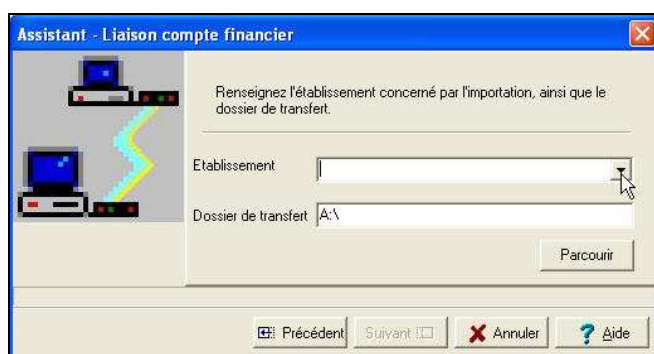 Assistant - Liaison compte financier
Renseignez l'établissement concerné par l'importation, ainsi que le
dossier de transfert.
Etablissement
Dossier de transfert A:\
Parcourir
Précédent Suivant Annuler ? Aide